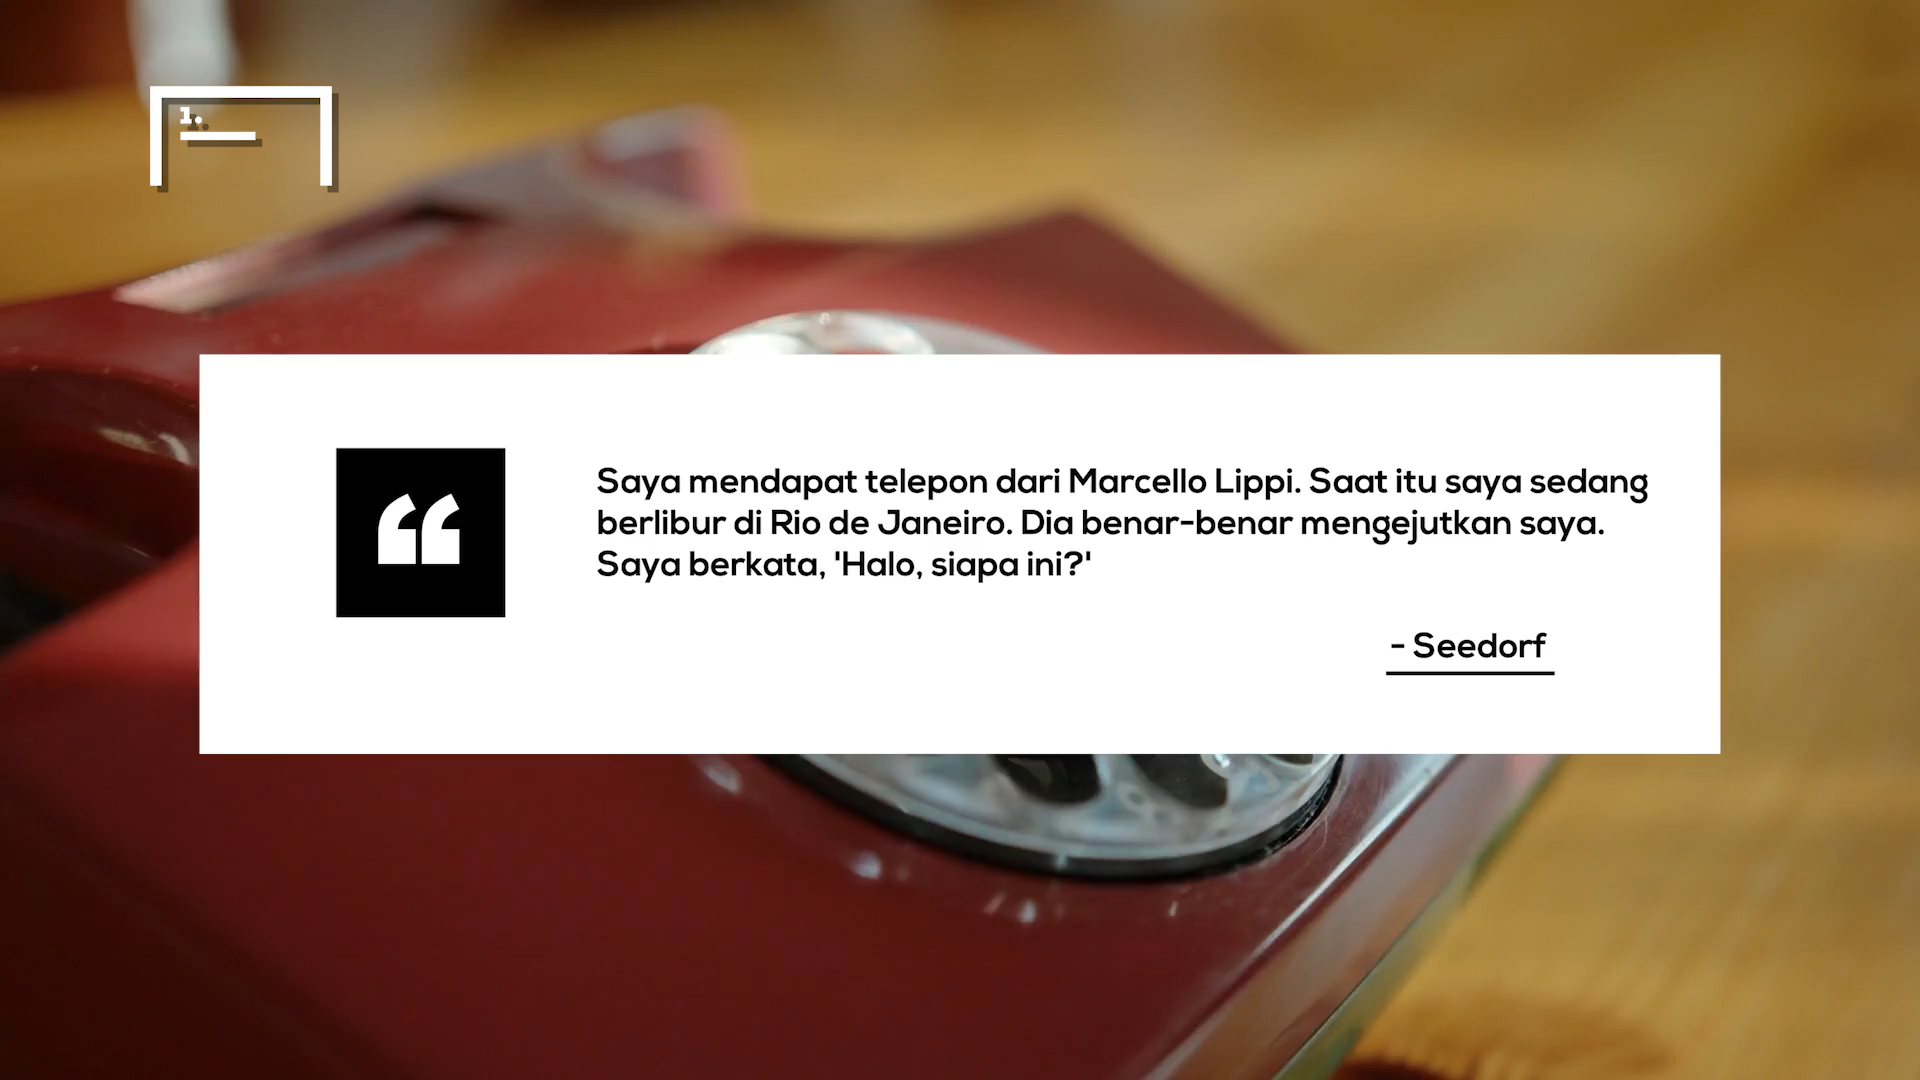 1.
Saya mendapat telepon dari Marcello Lippi. Saat itu saya sedang
berlibur di Rio de Janeiro. Dia benar-benar mengejutkan saya.
Saya berkata, 'Halo, siapa ini?'
- Seedorf